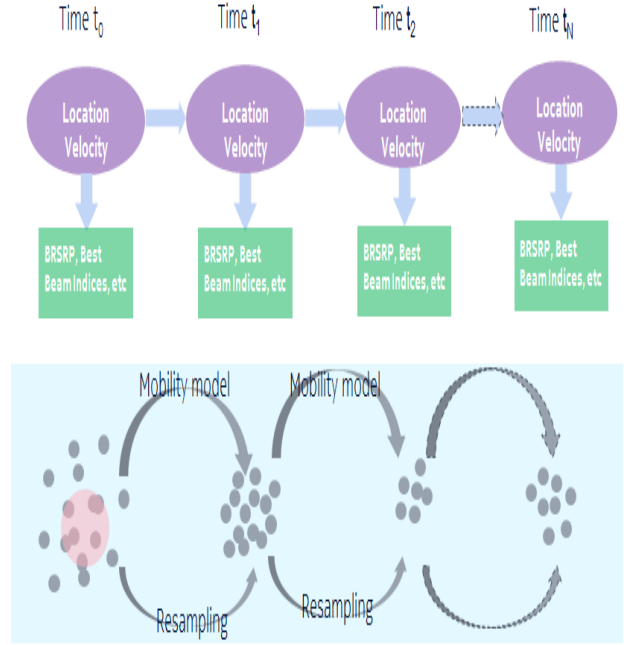 Time t0
Time t1
Time t2
Time tN
Location
Velocity
Location
Velocity
Location
Velocity
Location
Velocity
BRSRP, Best
Beam Indices, etc
BRSRP, Best
Beam Indices, etc
BRSRP, Best
Beam Indices, etc
BRSRP, Best
Beam Indices, etc
Mobility model
Mobility model
Resampling
Resampling